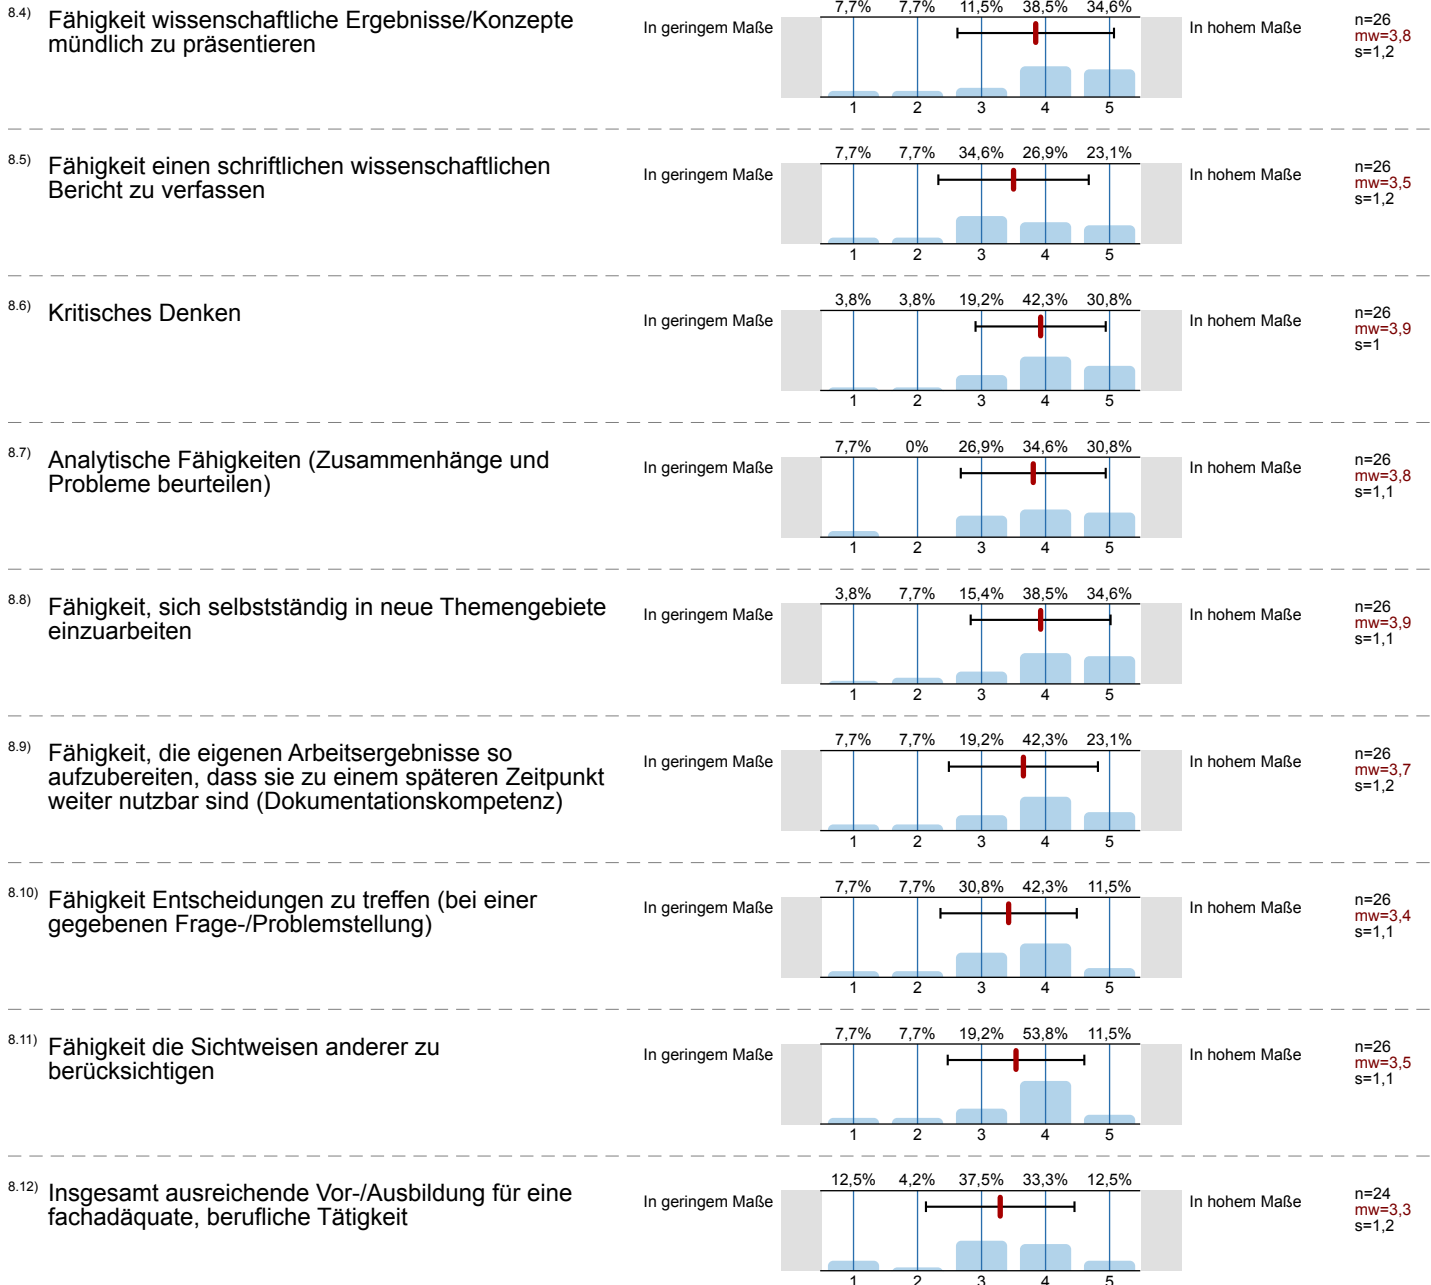 8.4) Fähigkeit wissenschaftliche Ergebnisse/Konzepte
mündlich zu präsentieren
In geringem Maße
7,7% 7,7% 11,5% 38,5% 34,6%
1 2 3 4 5
In hohem Maße
n=26
mw=3,8
s=1,2
8.5) Fähigkeit einen schriftlichen wissenschaftlichen
Bericht zu verfassen
In geringem Maße
7,7% 7,7% 34,6% 26,9% 23,1%
1 2 3 4 5
In hohem Maße
n=26
mw=3,5
s=1,2
8.6) Kritisches Denken
In geringem Maße
3,8% 3,8% 19,2% 42,3% 30,8%
1 2 3 4 5
In hohem Maße
n=26
mw=3,9
s=1
8.7) Analytische Fähigkeiten (Zusammenhänge und
Probleme beurteilen)
In geringem Maße
7,7% 0% 26,9% 34,6% 30,8%
1 2 3 4 5
In hohem Maße
n=26
mw=3,8
s=1,1
8.8) Fähigkeit, sich selbstständig in neue Themengebiete
einzuarbeiten
In geringem Maße
3,8% 7,7% 15,4% 38,5% 34,6%
1 2 3 4 5
In hohem Maße
n=26
mw=3,9
s=1,1
8.9) Fähigkeit, die eigenen Arbeitsergebnisse so
aufzubereiten, dass sie zu einem späteren Zeitpunkt
weiter nutzbar sind (Dokumentationskompetenz)
In geringem Maße
7,7% 7,7% 19,2% 42,3% 23,1%
1 2 3 4 5
In hohem Maße
n=26
mw=3,7
s=1,2
8.10) Fähigkeit Entscheidungen zu treffen (bei einer
gegebenen Frage-/Problemstellung)
In geringem Maße
7,7% 7,7% 30,8% 42,3% 11,5%
1 2 3 4 5
In hohem Maße
n=26
mw=3,4
s=1,1
8.11) Fähigkeit die Sichtweisen anderer zu
berücksichtigen
In geringem Maße
7,7% 7,7% 19,2% 53,8% 11,5%
1 2 3 4 5
In hohem Maße
n=26
mw=3,5
s=1,1
8.12) Insgesamt ausreichende Vor-/Ausbildung für eine
fachadäquate, berufliche Tätigkeit
In geringem Maße
12,5% 4,2% 37,5% 33,3% 12,5%
1 2 3 4 5
In hohem Maße
n=24
mw=3,3
s=1,2